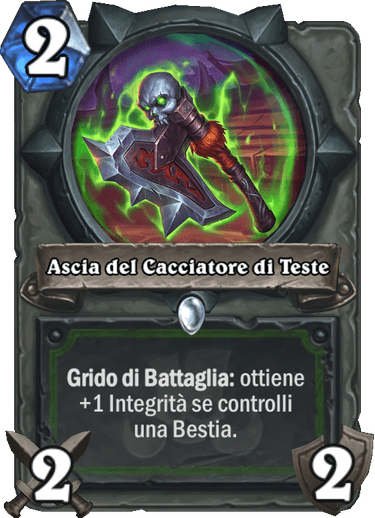 2
Ascia del Cacciatore di Teste
Grido di Battaglia: ottiene
+1 Integrità se controlli
una Bestia.
2 2